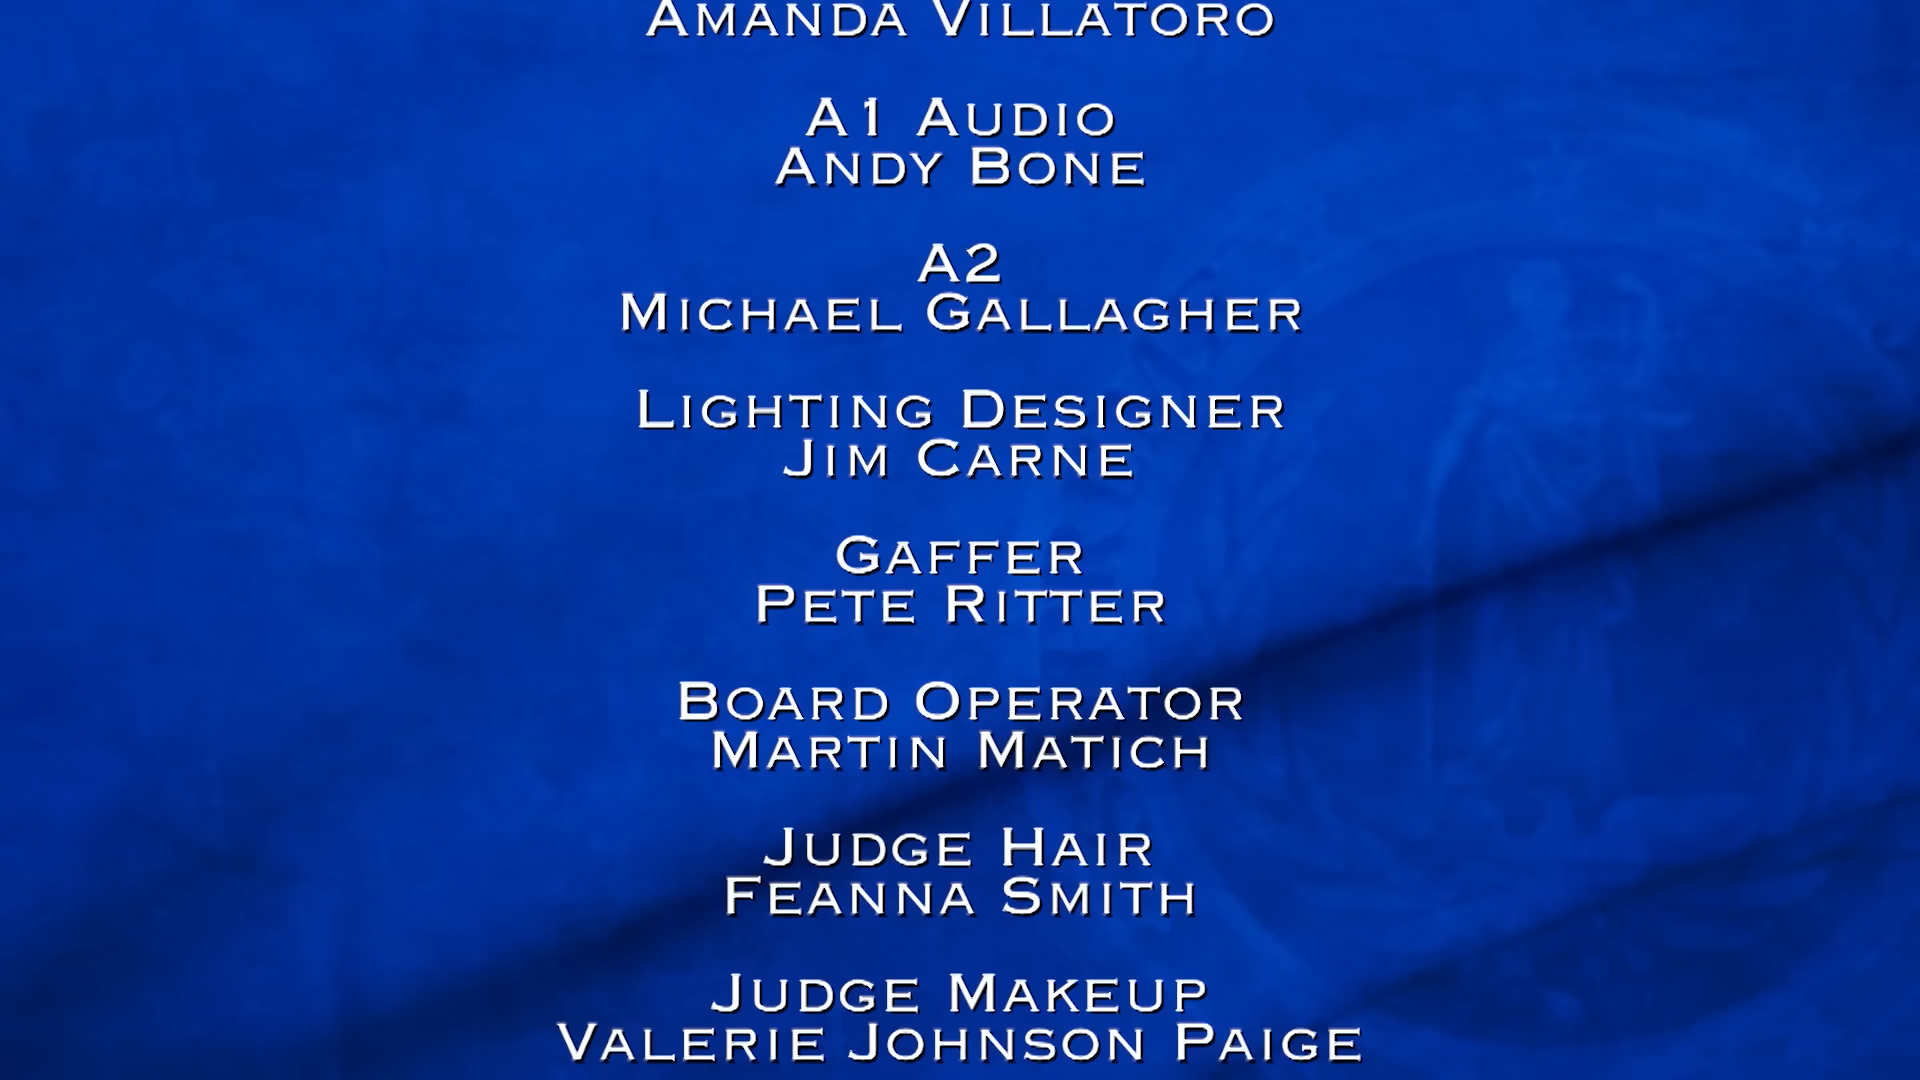 Amanda Villatoro
A1 Audio
Andy Bone
A2
Michael Gallagher
Lighting Designer
Jim Carne
Gaffer
Pete Ritter
Board Operator
Martin Matich
Judge Hair
Feanna Smith
Judge Makeup
Valerie Johnson Paige